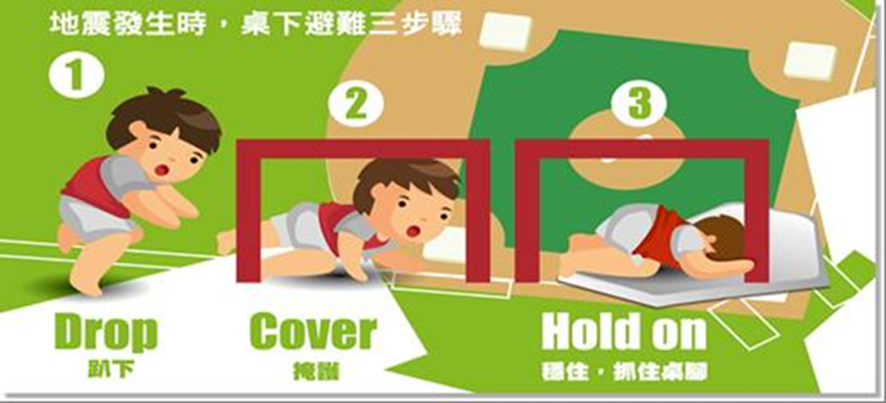 地震發生時，桌下避難三步驟
1
2
3
Drop
趴下
Cover
掩護
Hold on
穩住，抓住桌腳